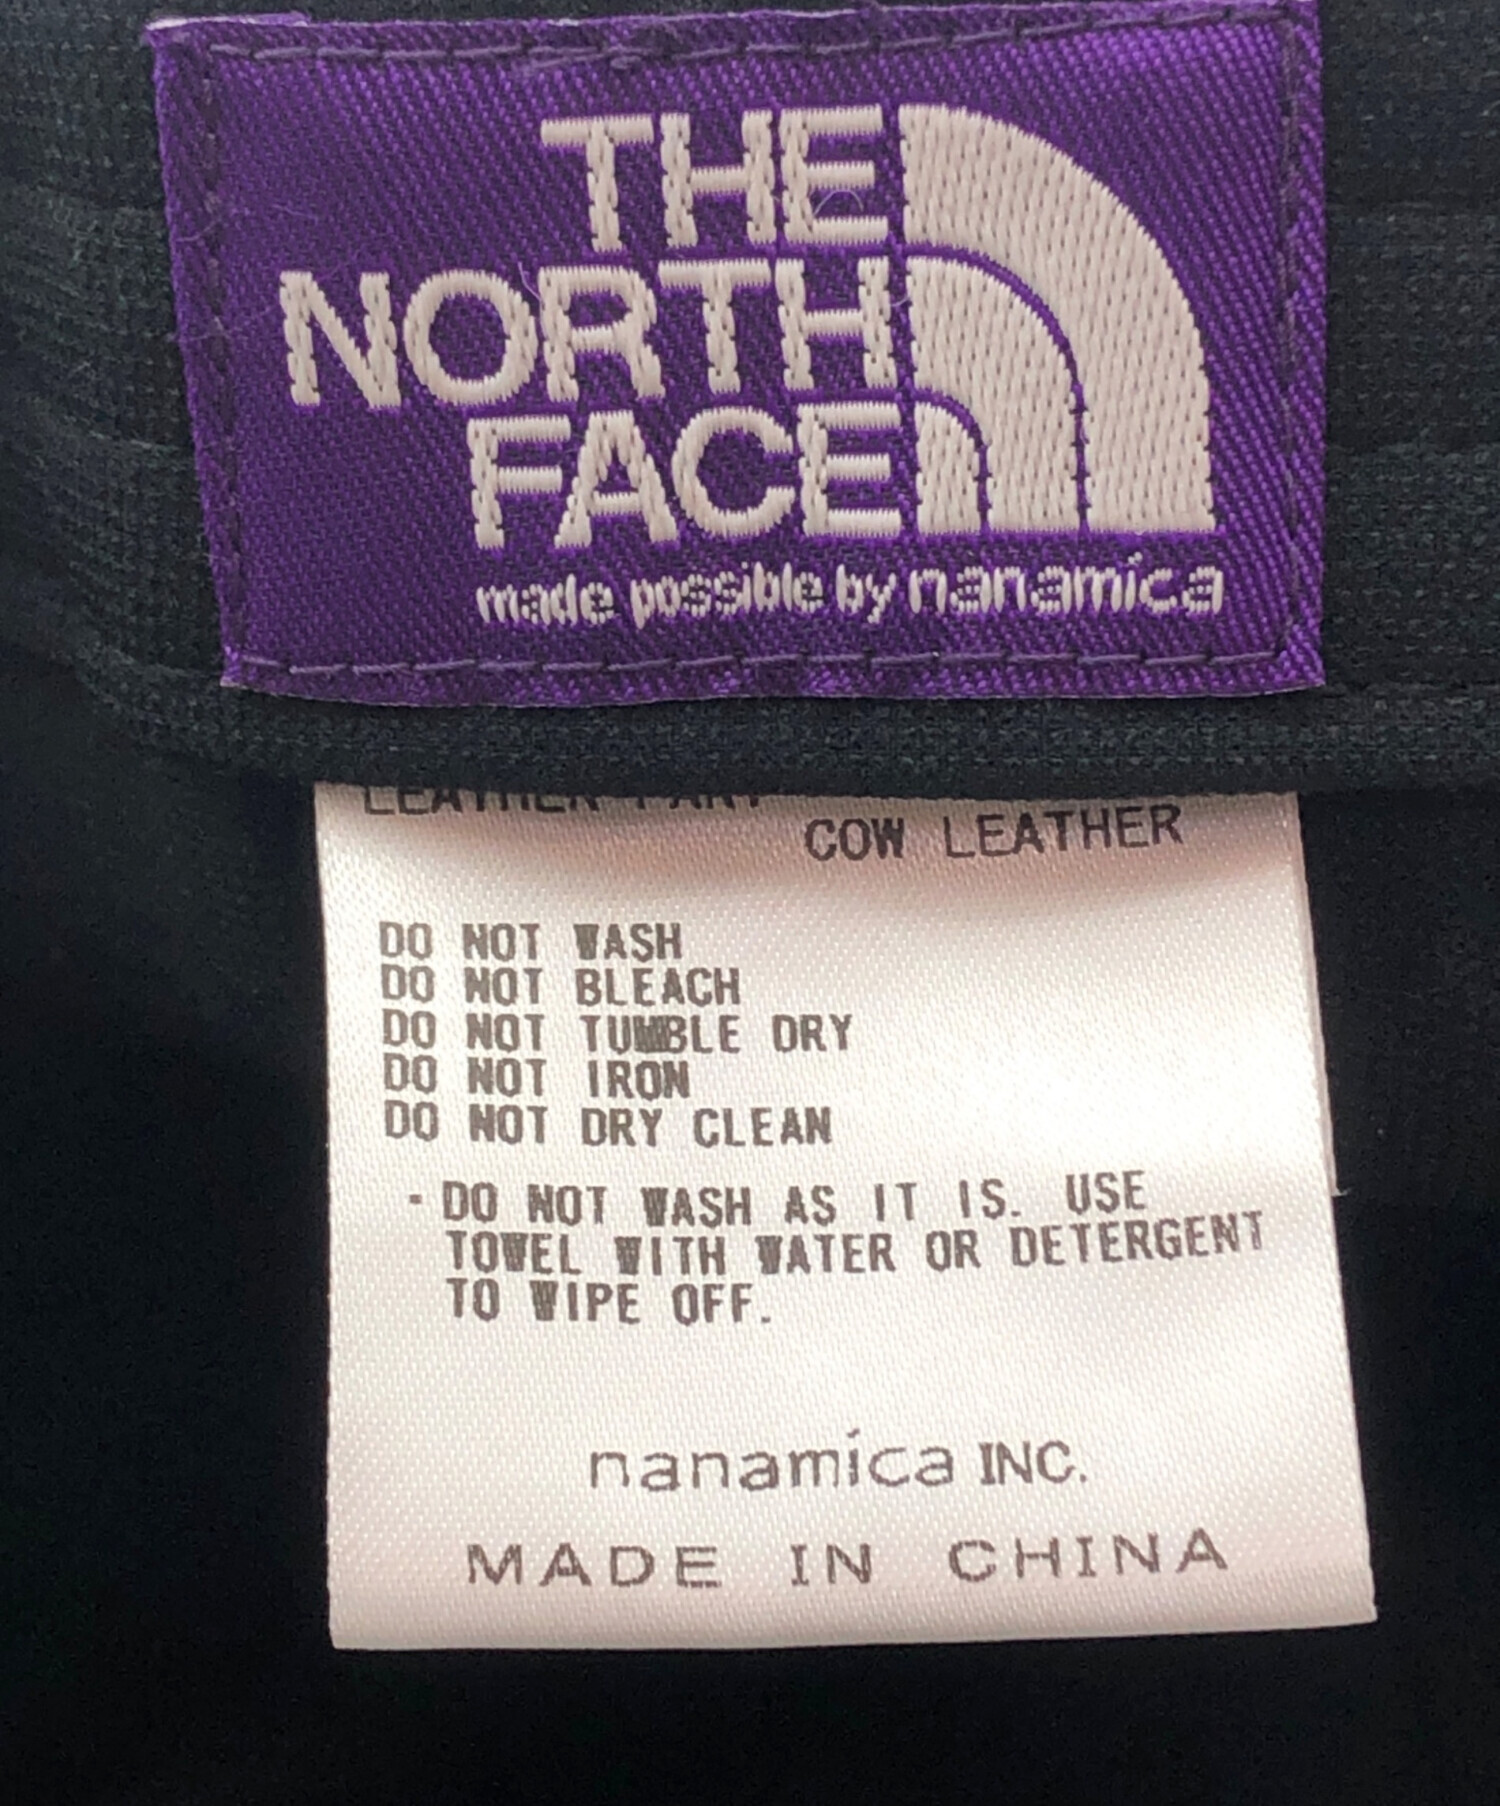 THE
NORTH
FACE
made possible by nanamica
LEATHER PART
COW LEATHER
DO NOT WASH
DO NOT BLEACH
DO NOT TUMBLE DRY
DO NOT IRON
DO NOT DRY CLEAN
- DO NOT WASH AS IT IS. USE
TOWEL WITH WATER OR DETERGENT
TO WIPE OFF.
nanamica INC.
MADE IN CHINA